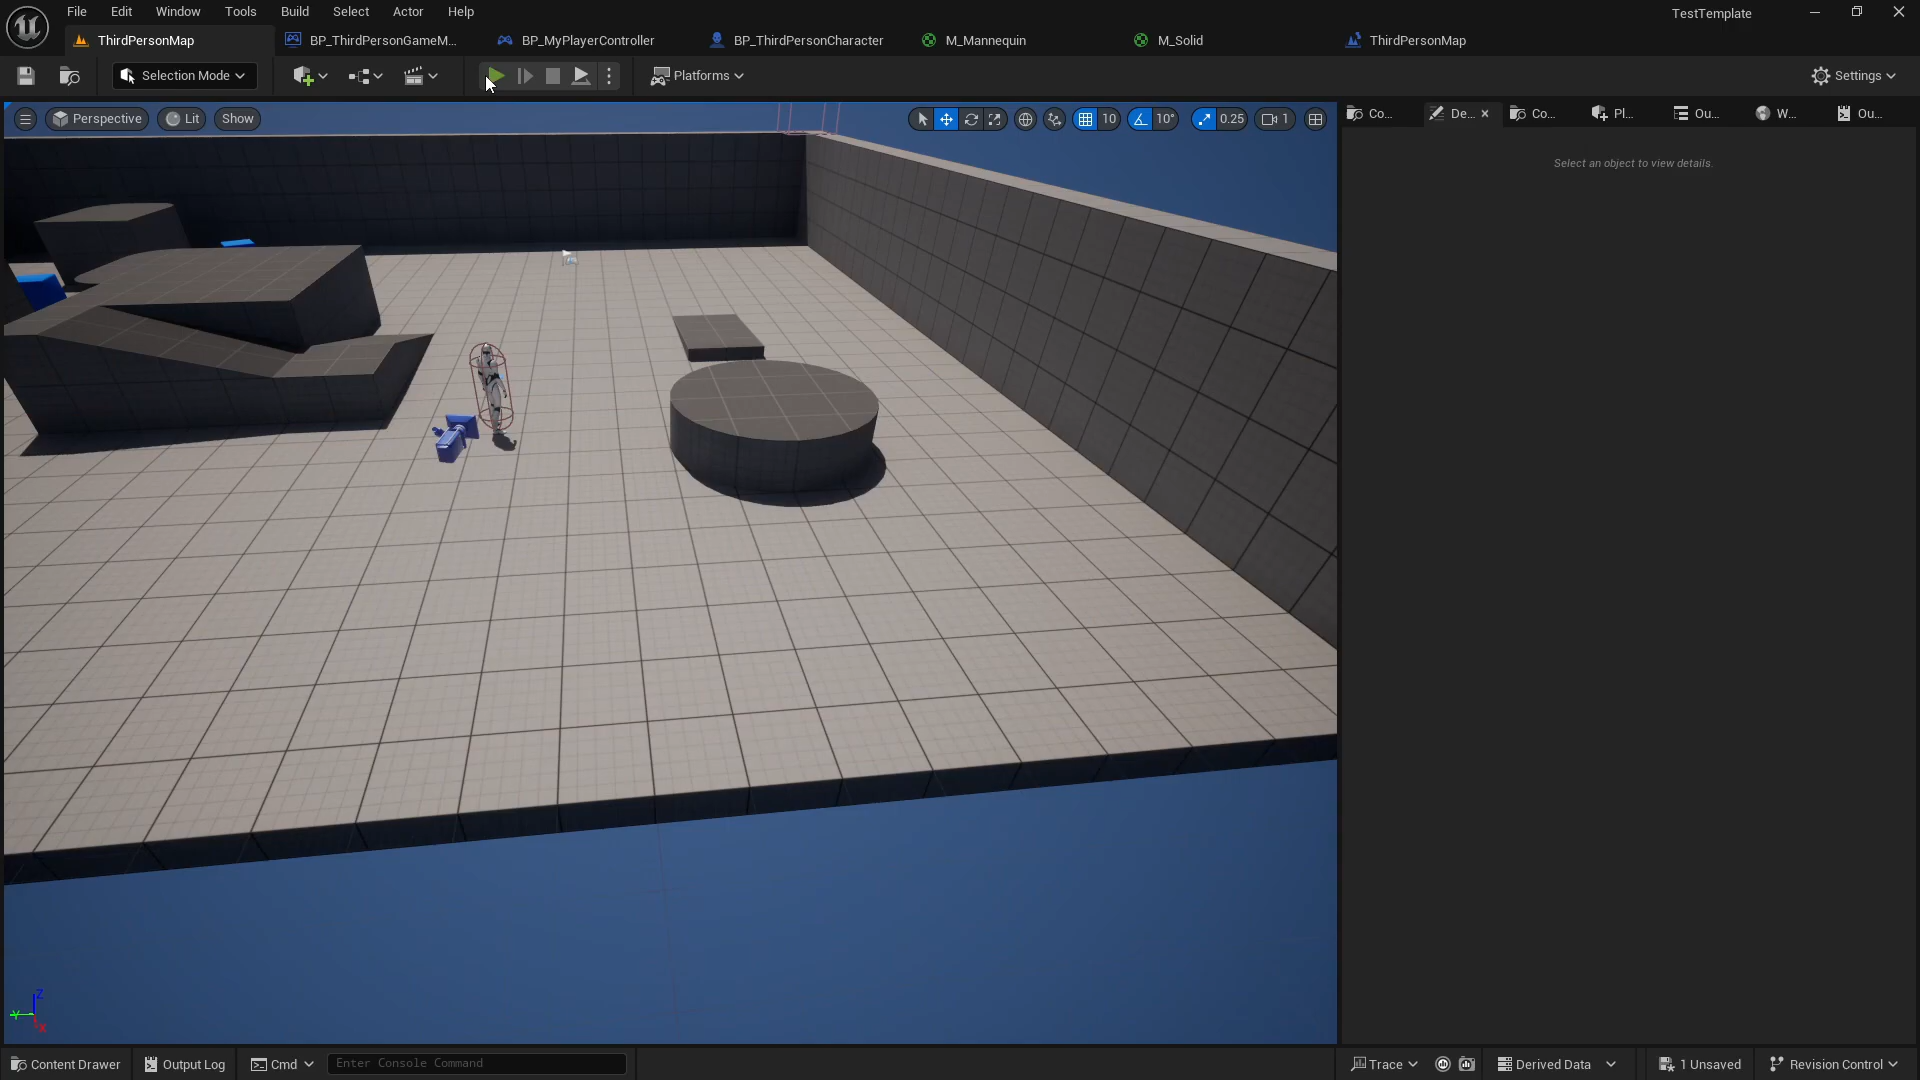 File Edit Window Tools Build Select Actor Help TestTemplate
ThirdPersonMap BP_ThirdPersonGameM... BP_MyPlayerController BP_ThirdPersonCharacter M_Mannequin M_Solid ThirdPersonMap
Selection Mode Platforms Settings
Perspective Lit Show 10 10° 0.25 1 Co... De... Co... Pl... Ou... W... Ou...
Select an object to view details.
Z
Y
X
Content Drawer Output Log Cmd Enter Console Command Trace Derived Data 1 Unsaved Revision Control